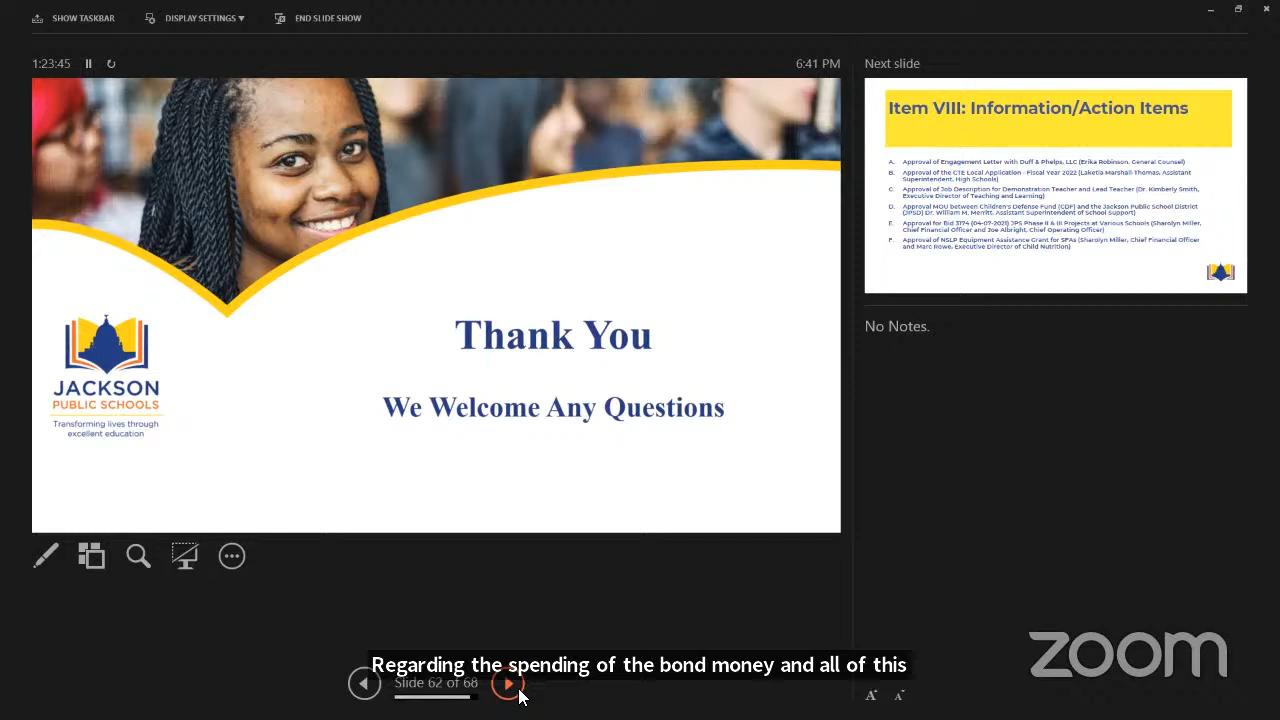 SHOW TASKBAR
DISPLAY SETTINGS ▼
END SLIDE SHOW
1:23:45
6:41 PM
Next slide
Thank You
We Welcome Any Questions
JACKSON
PUBLIC SCHOOLS
Transforming lives through
excellent education
Item VIII: Information/Action Items
A. Approval of Engagement Letter with Duff & Phelps, LLC (Erika Robinson, General Counsel)
B. Approval of the CTE Local Application - Fiscal Year 2022 (Laketia Marshall-Thomas, Assistant
Superintendent, High Schools)
C. Approval of Job Description for Demonstration Teacher and Lead Teacher (Dr. Kimberly Smith,
Executive Director of Teaching and Learning)
D. Approval MOU between Children's Defense Fund (CDF) and the Jackson Public School District
(JPSD) Dr. William M. Merritt, Assistant Superintendent of School Support)
E. Approval for Bid 3174 (04-07-2021) JPS Phase II & III Projects at Various Schools (Sharolyn Miller,
Chief Financial Officer and Joe Albright, Chief Operating Officer)
F. Approval of NSLP Equipment Assistance Grant for SFAs (Sharolyn Miller, Chief Financial Officer
and Marc Rowe, Executive Director of Child Nutrition)
No Notes.
Regarding the spending of the bond money and all of this
Slide 62 of 68
zoom
A A